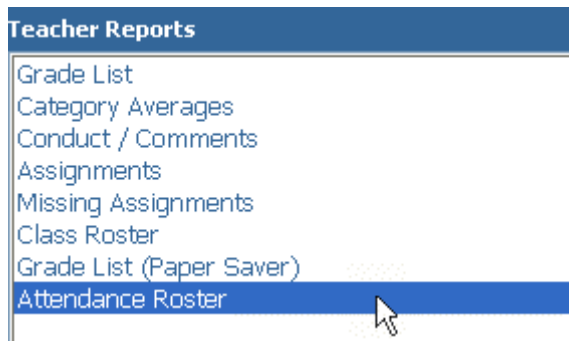 Teacher Reports
Grade List
Category Averages
Conduct / Comments
Assignments
Missing Assignments
Class Roster
Grade List (Paper Saver)
Attendance Roster